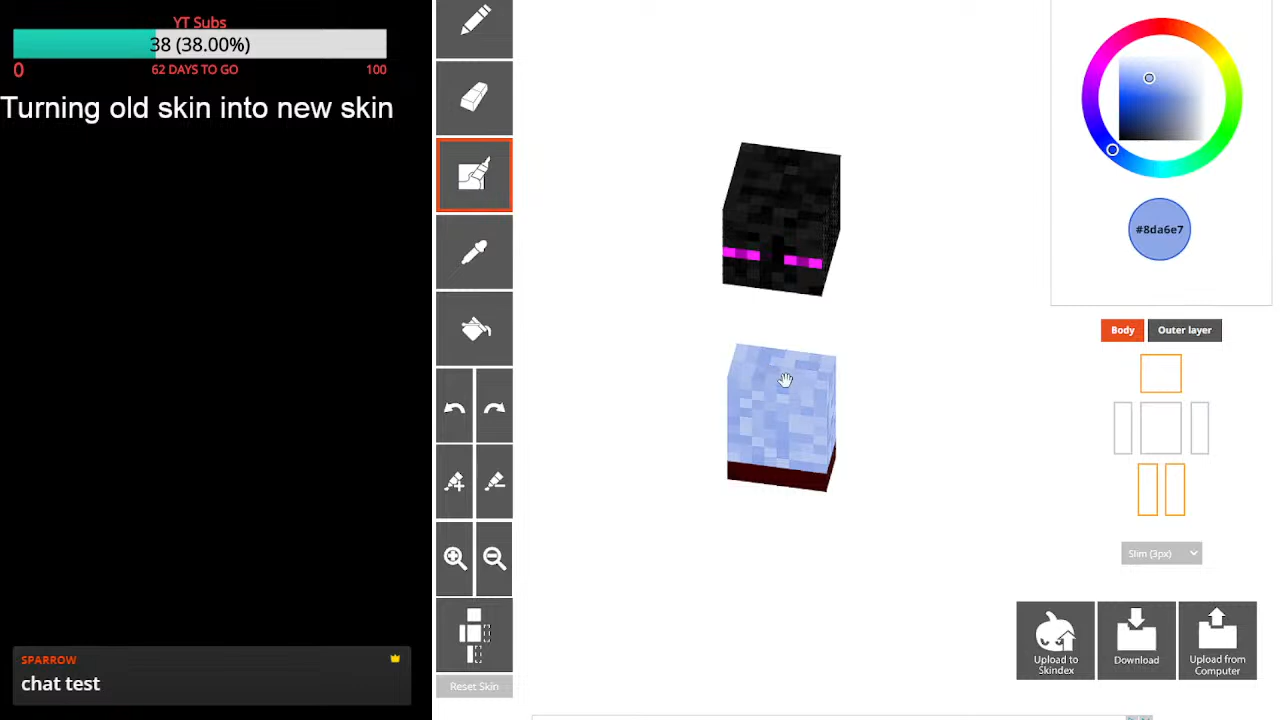 YT Subs
38 (38.00%)
0
62 DAYS TO GO
100
Turning old skin into new skin
SPARROW
chat test
Reset Skin
#8da6e7
Body
Outer layer
Slim (3px)
Upload to
Skindex
Download
Upload from
Computer